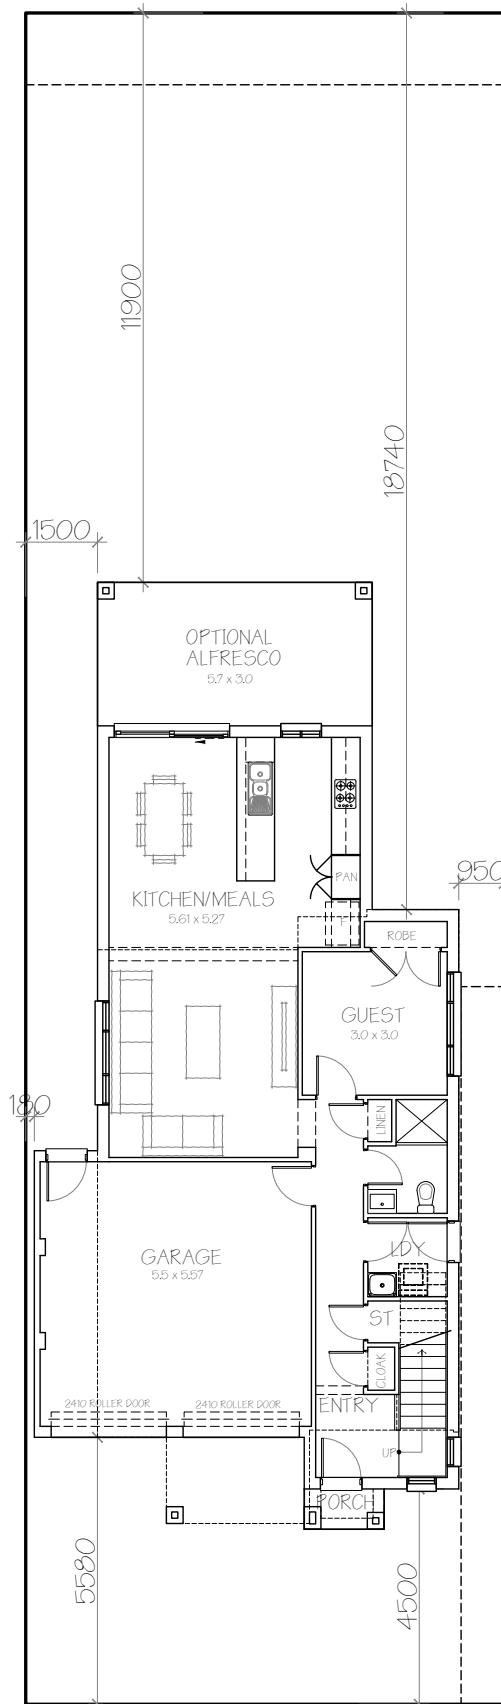 11900
18740
1500
OPTIONAL
ALFRESCO
5.7 x 3.0
950
PAN
KITCHEN/MEALS
5.61 x 5.27
F
ROBE
GUEST
3.0 x 3.0
180
LINEN
GARAGE
5.5 x 5.57
LDY
ST
CLOAK
2410 ROLLER DOOR
2410 ROLLER DOOR
ENTRY
UP
PORCH
5580
4500